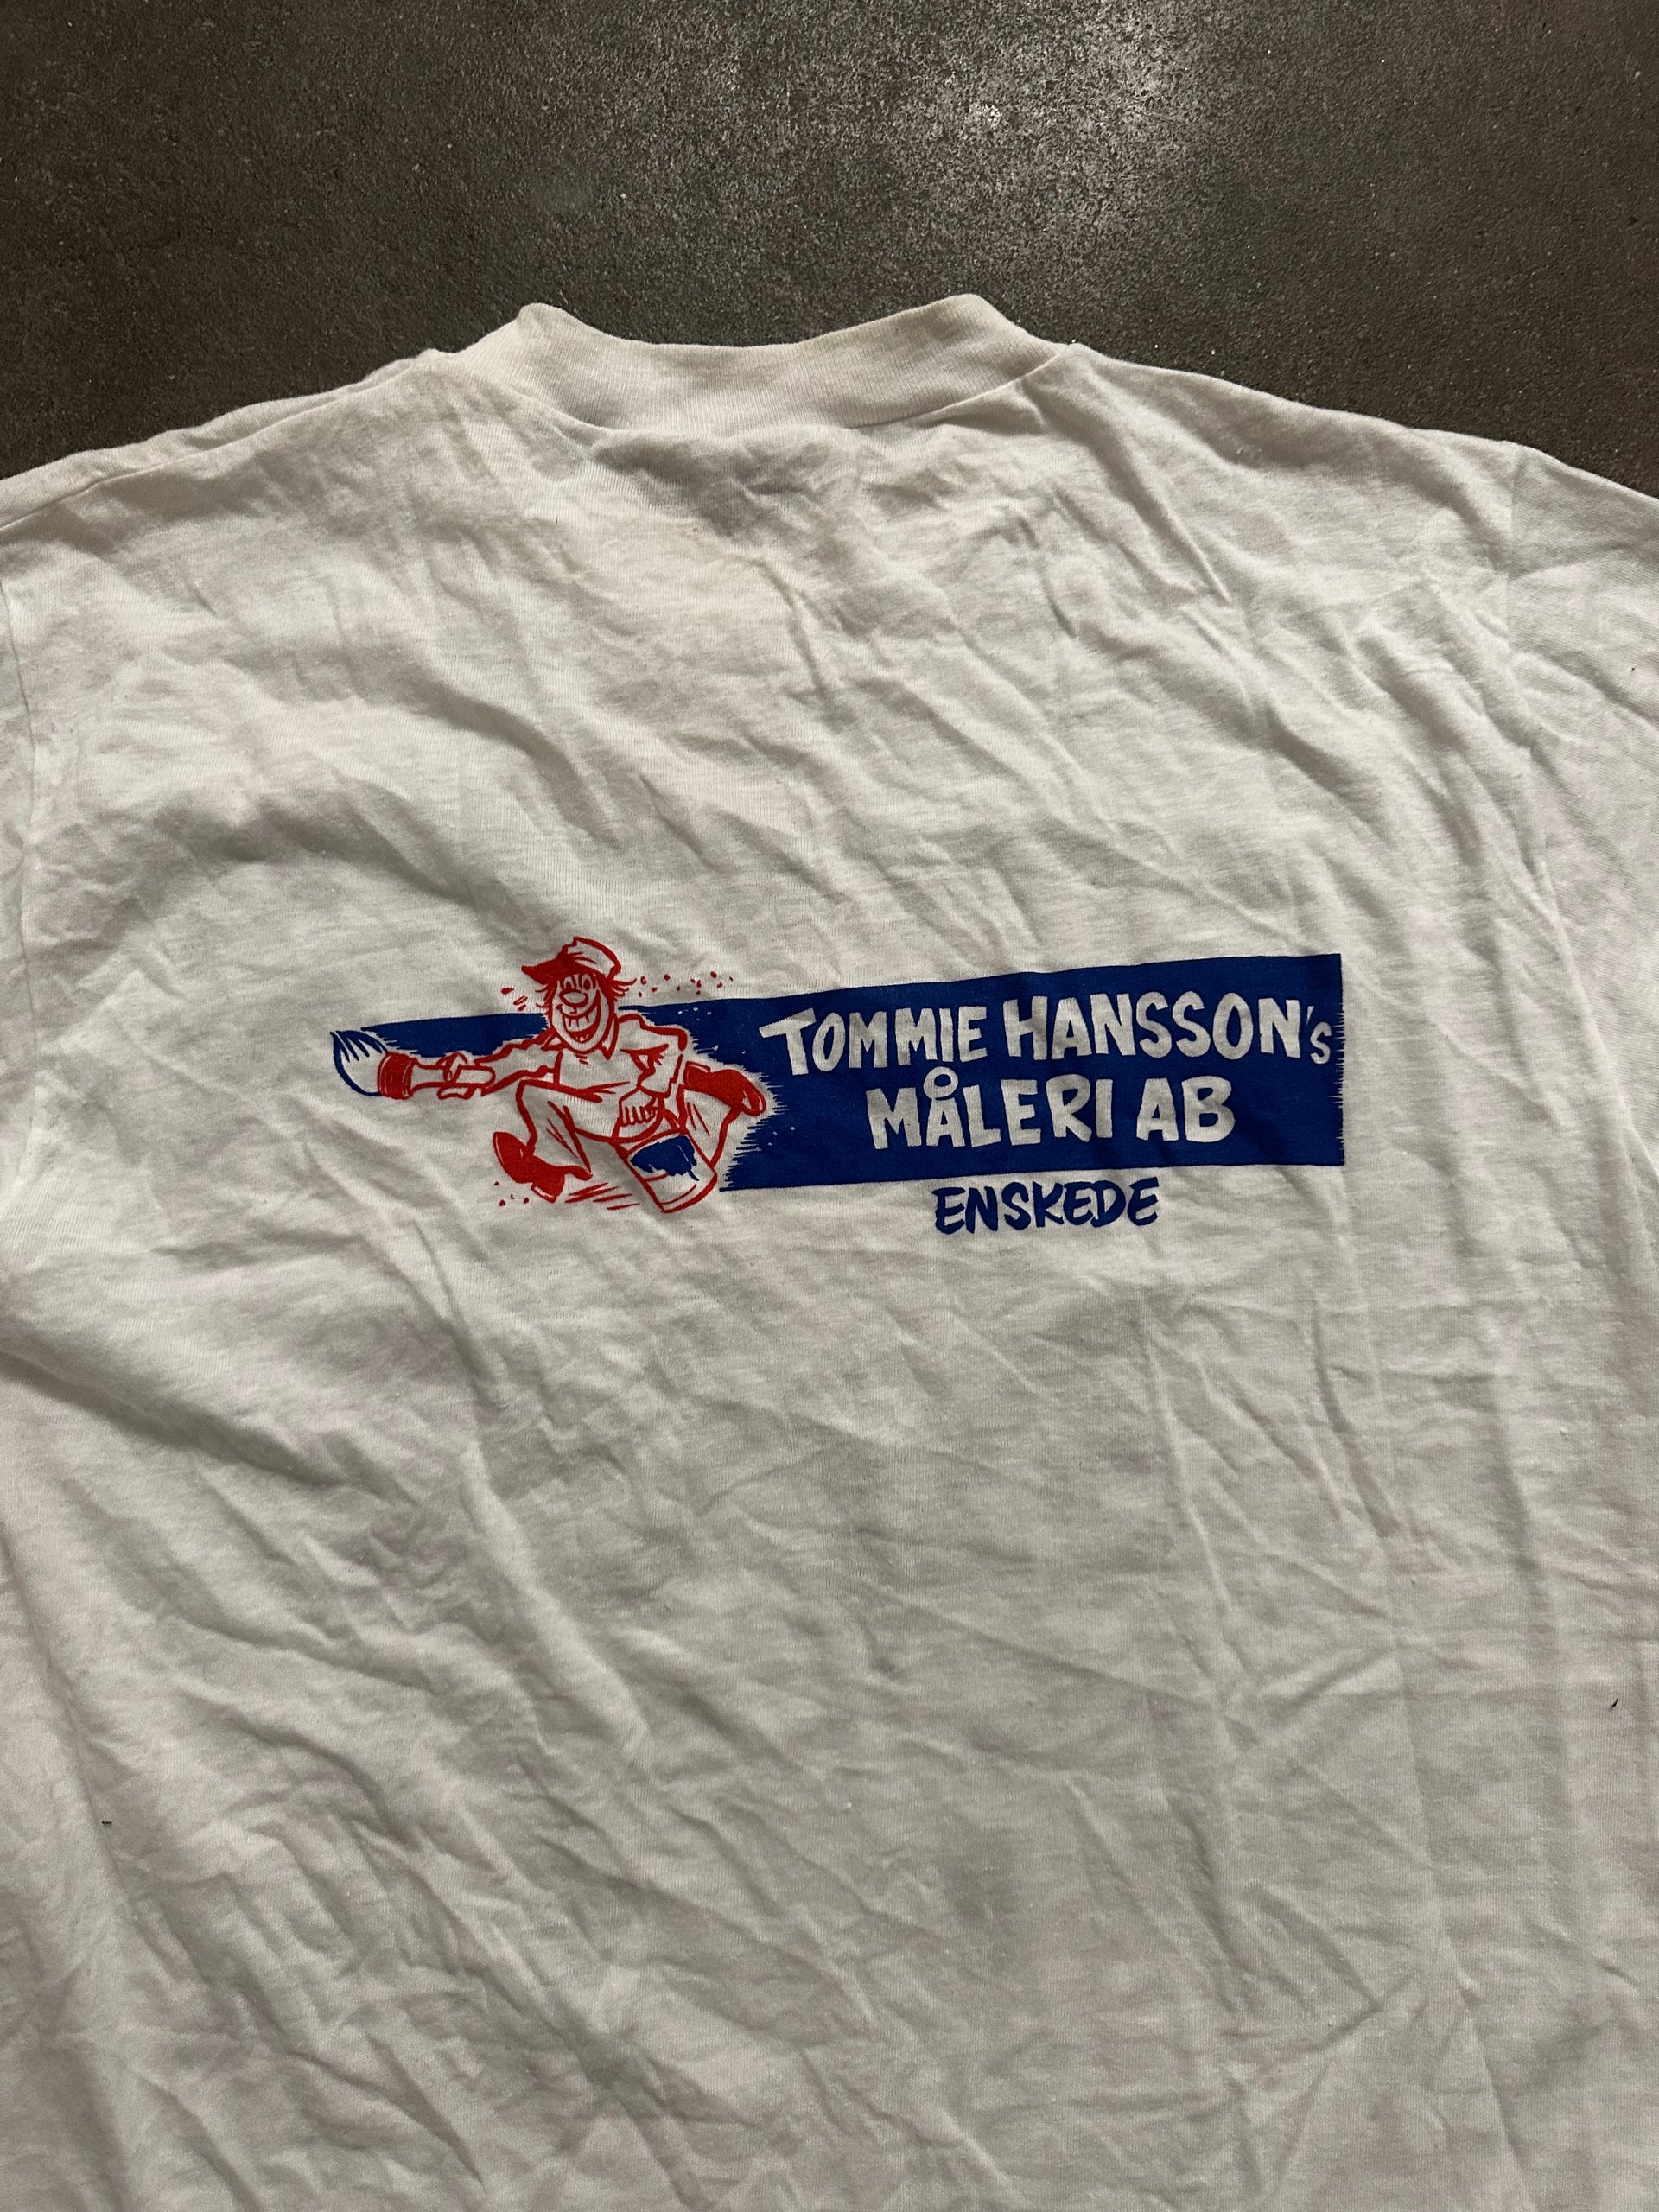 TOMMIE HANSSON's
MÅLERI AB
ENSKEDE